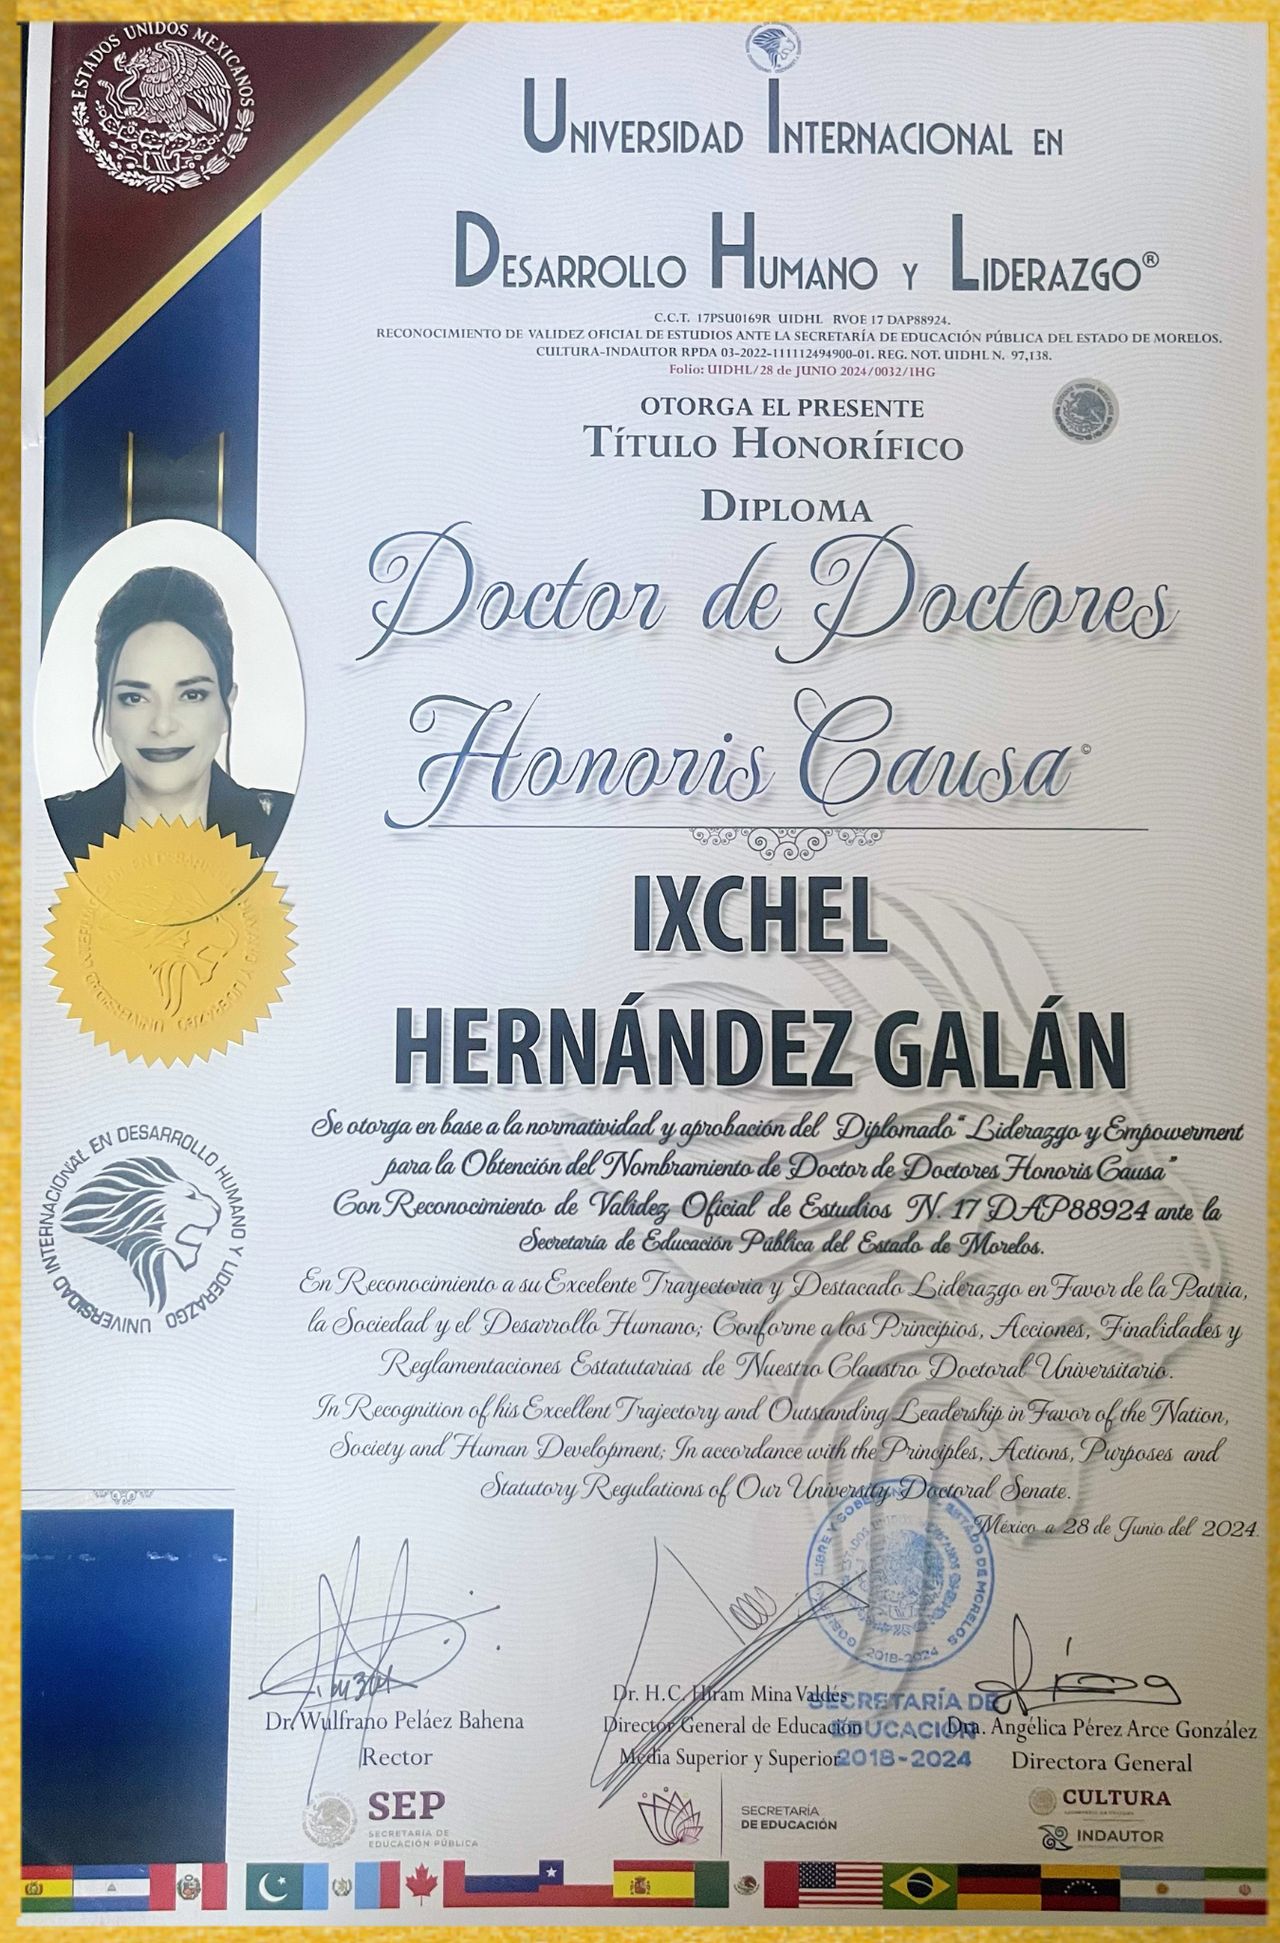 ESTADOS UNIDOS MEXICANOS
UNIVERSIDAD INTERNACIONAL EN
DESARROLLO HUMANO Y LIDERAZGO®
C.C.T. 17PSU0169R UIDHL RVOE 17 DAP88924.
RECONOCIMIENTO DE VALIDEZ OFICIAL DE ESTUDIOS ANTE LA SECRETARÍA DE EDUCACIÓN PÚBLICA DEL ESTADO DE MORELOS.
CULTURA-INDAUTOR RPDA 03-2022-111112494900-01. REG. NOT. UIDHL N. 97,138.
Folio: UIDHL/28 de JUNIO 2024/0032/IHG
OTORGA EL PRESENTE
TÍTULO HONORÍFICO
DIPLOMA
Doctor de Doctores
Honoris Causa©
IXCHEL
HERNÁNDEZ GALÁN
Se otorga en base a la normatividad y aprobación del Diplomado "Liderazgo y Empowerment
para la Obtención del Nombramiento de Doctor de Doctores Honoris Causa"
Con Reconocimiento de Validez Oficial de Estudios N. 17 DAP88924 ante la
Secretaría de Educación Pública del Estado de Morelos.
UNIVERSIDAD INTERNACIONAL EN DESARROLLO HUMANO Y LIDERAZGO
En Reconocimiento a su Excelente Trayectoria y Destacado Liderazgo en Favor de la Patria,
la Sociedad y el Desarrollo Humano; Conforme a los Principios, Acciones, Finalidades y
Reglamentaciones Estatutarias de Nuestro Claustro Doctoral Universitario.
In Recognition of his Excellent Trajectory and Outstanding Leadership in Favor of the Nation,
Society and Human Development; In accordance with the Principles, Actions, Purposes and
Statutory Regulations of Our University Doctoral Senate.
México a 28 de Junio del 2024.
2018-2024
SECRETARÍA DE
EDUCACIÓN
2018-2024
Dr. Wulfrano Peláez Bahena
Rector
Dr. H.C. Hiram Mina Valdés
Director General de Educación
Media Superior y Superior
Dra. Angélica Pérez Arce González
Directora General
SEP
SECRETARÍA DE
EDUCACIÓN PÚBLICA
SECRETARÍA
DE EDUCACIÓN
CULTURA
INDAUTOR